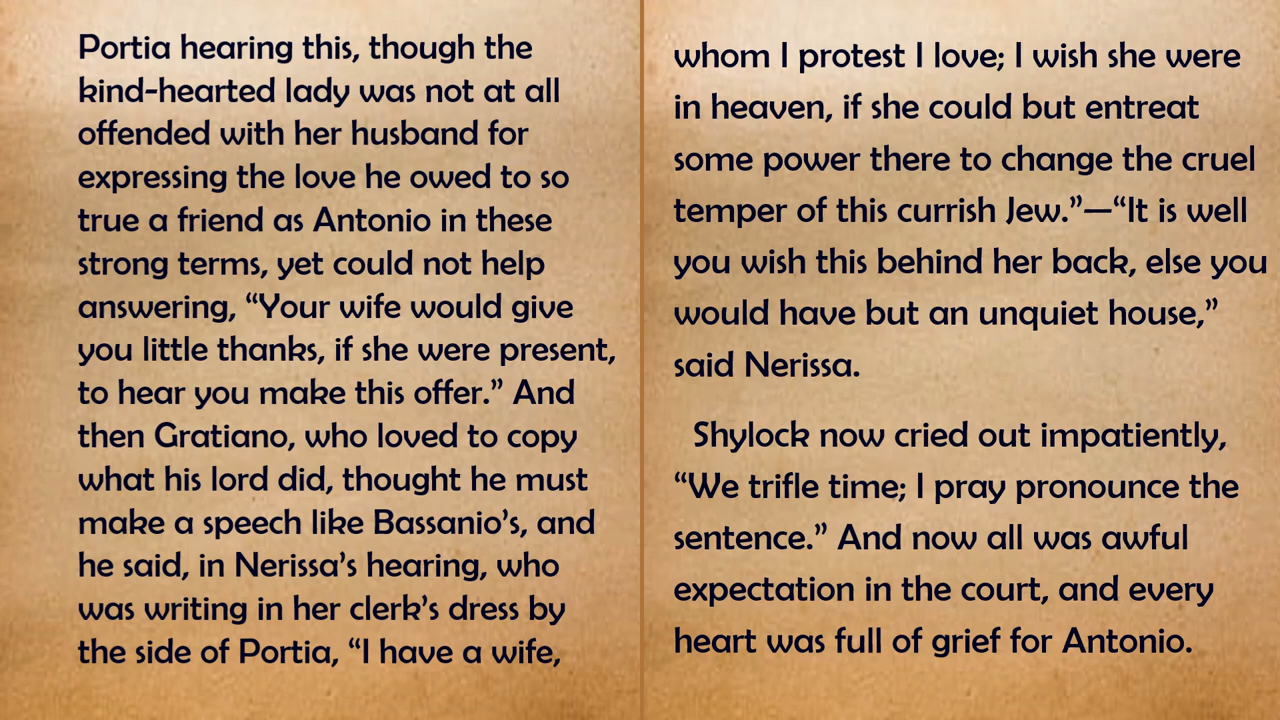 Portia hearing this, though the
kind-hearted lady was not at all
offended with her husband for
expressing the love he owed to so
true a friend as Antonio in these
strong terms, yet could not help
answering, “Your wife would give
you little thanks, if she were present,
to hear you make this offer.” And
then Gratiano, who loved to copy
what his lord did, thought he must
make a speech like Bassanio’s, and
he said, in Nerissa’s hearing, who
was writing in her clerk’s dress by
the side of Portia, “I have a wife,
whom I protest I love; I wish she were
in heaven, if she could but entreat
some power there to change the cruel
temper of this currish Jew.”—“It is well
you wish this behind her back, else you
would have but an unquiet house,”
said Nerissa.
Shylock now cried out impatiently,
“We trifle time; I pray pronounce the
sentence.” And now all was awful
expectation in the court, and every
heart was full of grief for Antonio.